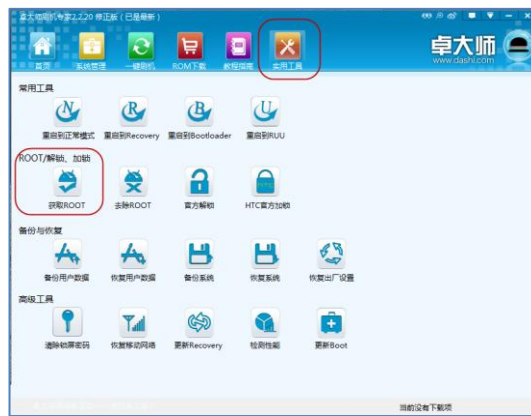 卓大师刷机专家2.2.20 修正版（已是最新）
首页 系统管理 一键刷机 ROM下载 教程指南 实用工具
卓大师
www.dashi.com
常用工具
重启到正常模式 重启到Recovery 重启到Bootloader 重启到RUU
ROOT/解锁、加锁
获取ROOT 去除ROOT 官方解锁 HTC官方加锁
备份与恢复
备份用户数据 恢复用户数据 备份系统 恢复系统 恢复出厂设置
高级工具
清除锁屏密码 恢复移动网络 更新Recovery 检测性能 更新Boot
当前没有下载项